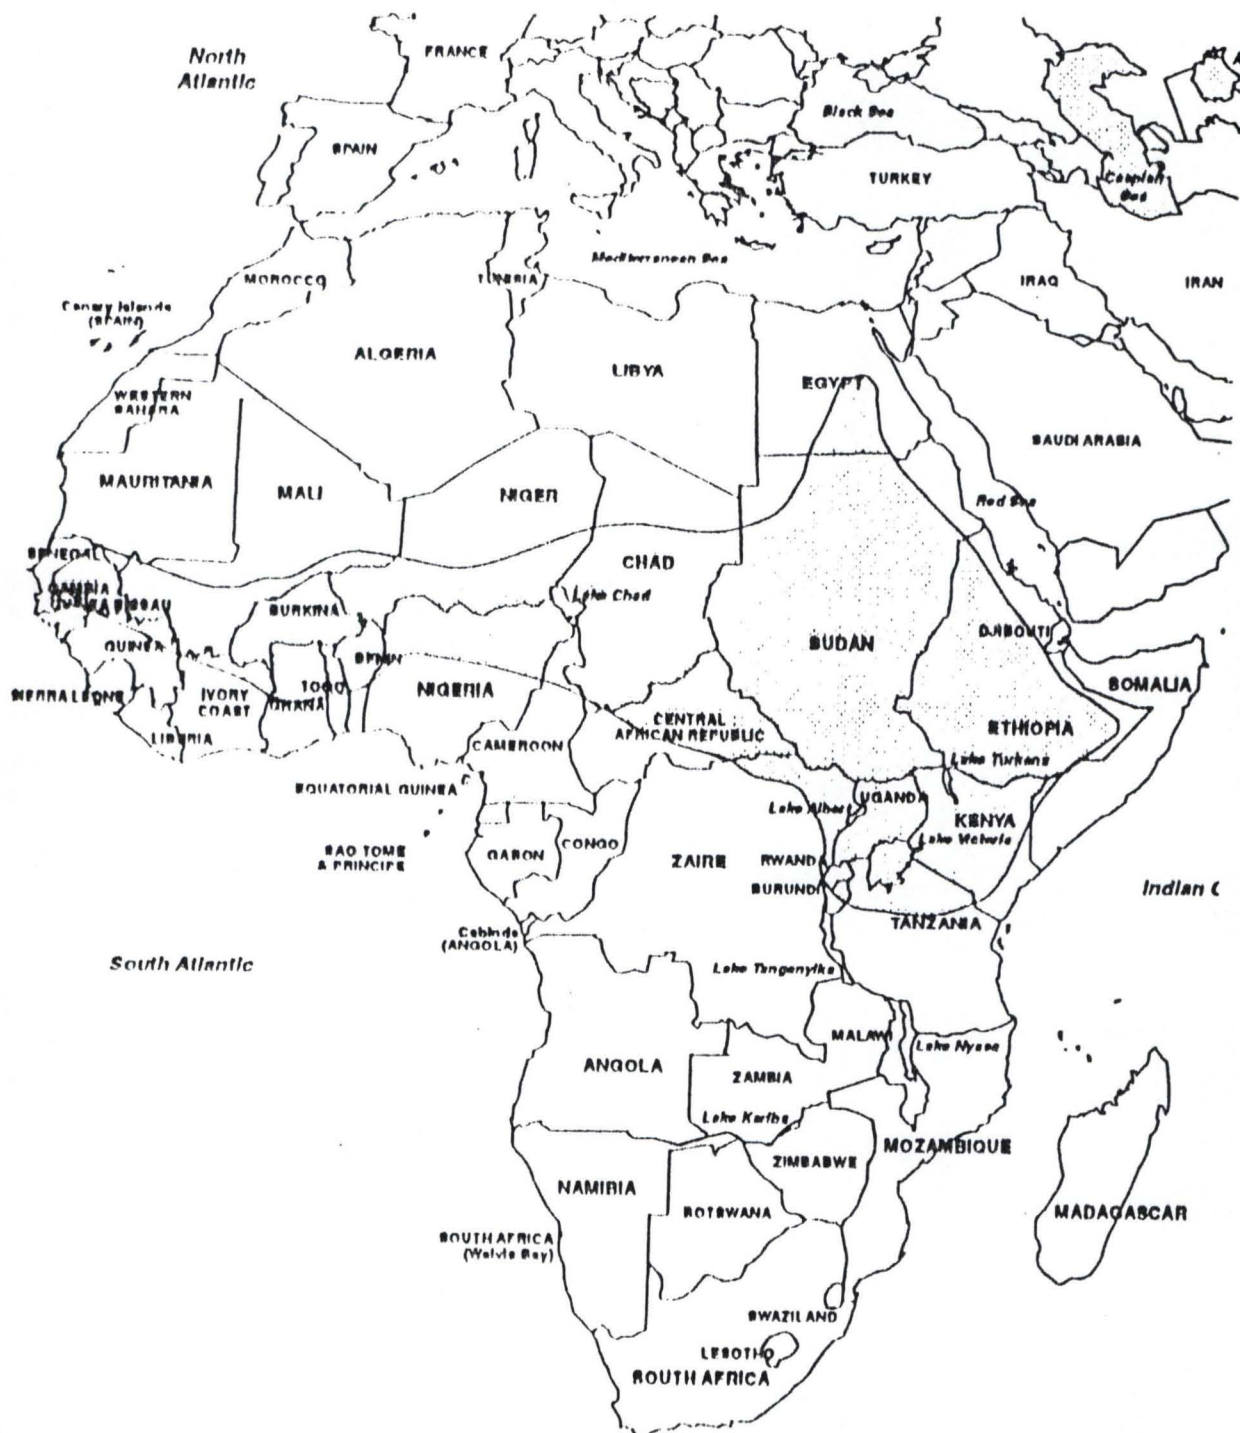 North
Atlantic
FRANCE
SPAIN
Black Sea
TURKEY
Caspian
Sea
Mediterranean Sea
MOROCCO
TUNISIA
IRAQ
IRAN
Canary Islands
(SPAIN)
ALGERIA
LIBYA
EGYPT
WESTERN
SAHARA
SAUDI ARABIA
MAURITANIA
MALI
NIGER
Red Sea
SENEGAL
CHAD
GAMBIA
Lake Chad
GUINEA BISSAU
BURKINA
SUDAN
DJIBOUTI
GUINEA
BENIN
SIERRA LEONE
IVORY
COAST
TOGO
GHANA
NIGERIA
SOMALIA
CENTRAL
AFRICAN REPUBLIC
ETHIOPIA
LIBERIA
CAMEROON
Lake Turkana
EQUATORIAL GUINEA
Lake Albert
UGANDA
KENYA
SAO TOME
& PRINCIPE
GABON
CONGO
ZAIRE
RWANDA
BURUNDI
Indian O
TANZANIA
Cabinda
(ANGOLA)
South Atlantic
Lake Tanganyika
MALAWI
Lake Nyasa
ANGOLA
ZAMBIA
Lake Kariba
MOZAMBIQUE
ZIMBABWE
NAMIBIA
BOTSWANA
MADAGASCAR
SOUTH AFRICA
(Walvis Bay)
SWAZILAND
LESOTHO
SOUTH AFRICA